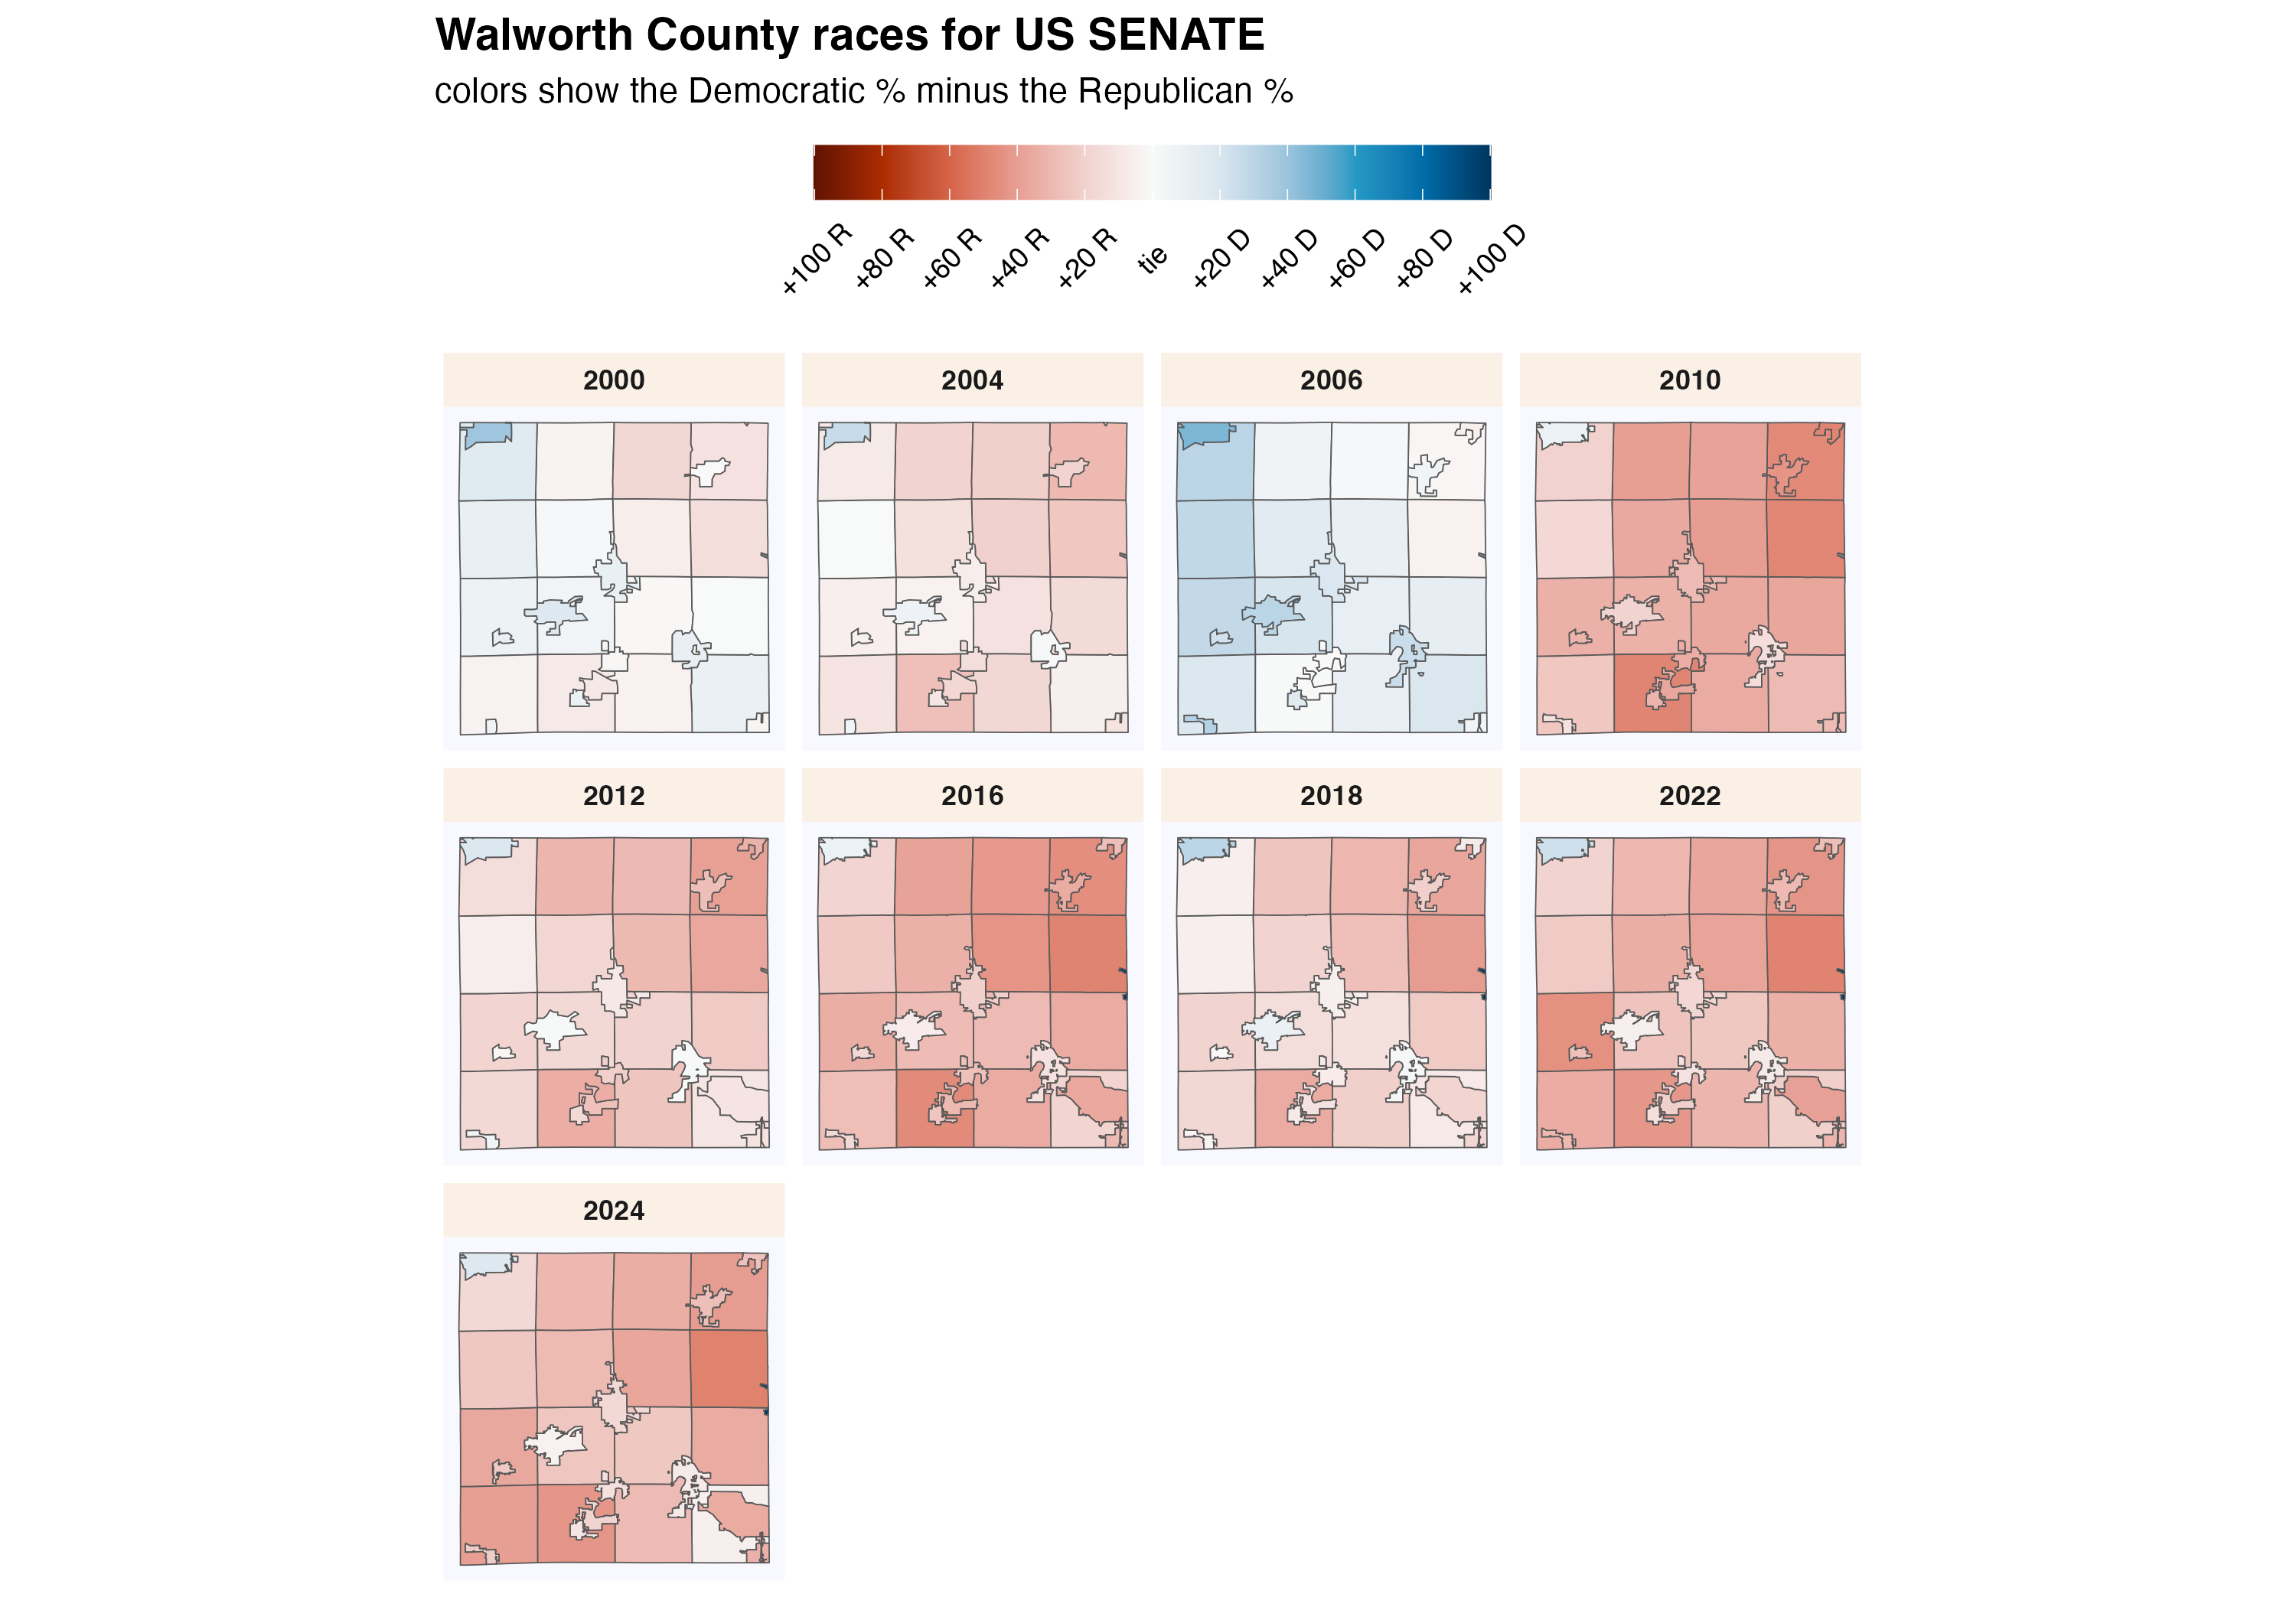 Walworth County races for US SENATE
colors show the Democratic % minus the Republican %
+100 R
+80 R
+60 R
+40 R
+20 R
tie
+20 D
+40 D
+60 D
+80 D
+100 D
2000
2004
2006
2010
2012
2016
2018
2022
2024